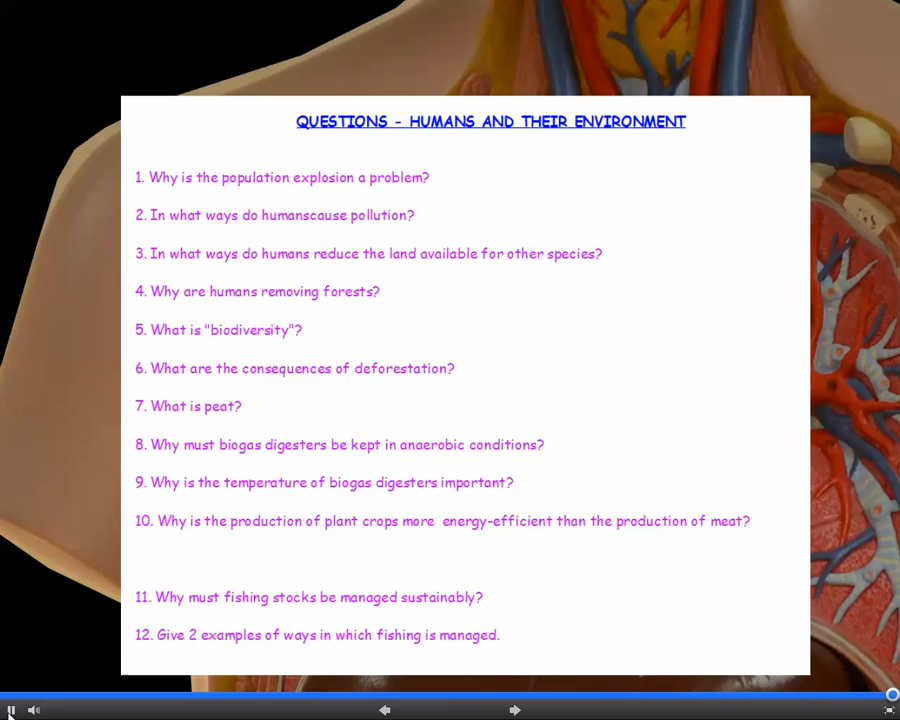 QUESTIONS - HUMANS AND THEIR ENVIRONMENT
1. Why is the population explosion a problem?
2. In what ways do humanscause pollution?
3. In what ways do humans reduce the land available for other species?
4. Why are humans removing forests?
5. What is "biodiversity"?
6. What are the consequences of deforestation?
7. What is peat?
8. Why must biogas digesters be kept in anaerobic conditions?
9. Why is the temperature of biogas digesters important?
10. Why is the production of plant crops more  energy-efficient than the production of meat?
11. Why must fishing stocks be managed sustainably?
12. Give 2 examples of ways in which fishing is managed.